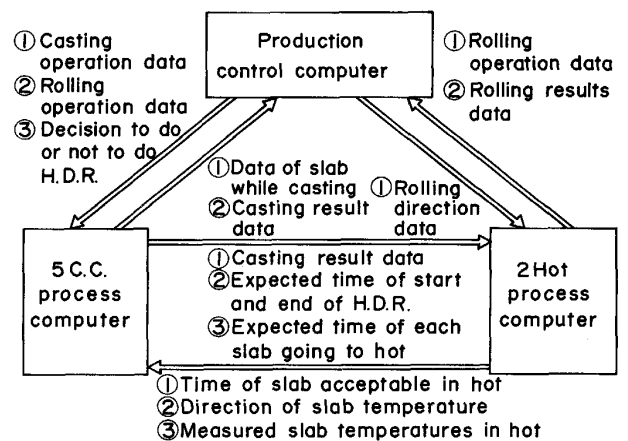 ① Casting
operation data
② Rolling
operation data
③ Decision to do
or not to do
H.D.R.
Production
control computer
① Rolling
operation data
② Rolling results
data
① Data of slab
while casting
② Casting result
data
① Rolling
direction
data
5 C.C.
process
computer
① Casting result data
② Expected time of start
and end of H.D.R.
③ Expected time of each
slab going to hot
2 Hot
process
computer
① Time of slab acceptable in hot
② Direction of slab temperature
③ Measured slab temperatures in hot